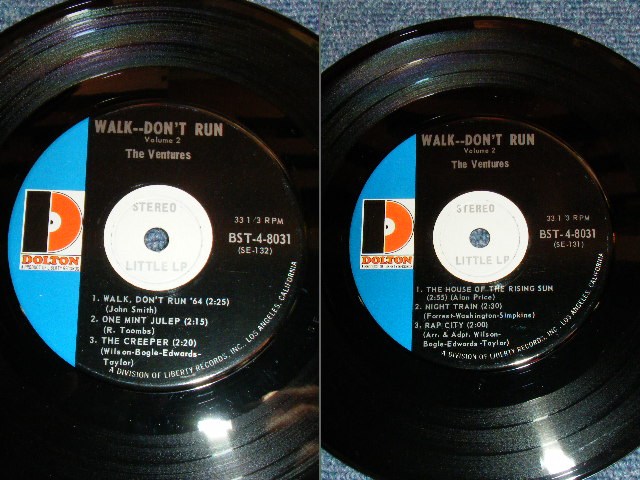 WALK--DON'T RUN
Volume 2
The Ventures
STEREO
LITTLE LP
33 1/3 RPM
BST-4-8031
(SE-132)
DOLTON
1. WALK, DON'T RUN '64 (2:25)
(John Smith)
2. ONE MINT JULEP (2:15)
(R. Toombs)
3. THE CREEPER (2:20)
(Wilson-Bogle-Edwards-
Taylor)
A DIVISION OF LIBERTY RECORDS, INC., LOS ANGELES, CALIFORNIA
WALK--DON'T RUN
Volume 2
The Ventures
STEREO
LITTLE LP
33 1/3 RPM
BST-4-8031
(SE-131)
DOLTON
1. THE HOUSE OF THE RISING SUN
(2:55) (Alan Price)
2. NIGHT TRAIN (2:30)
(Forrest-Washington-Simpkins)
3. RAP CITY (2:00)
(Arr. & Adpt. Wilson-
Bogle-Edwards-Taylor)
A DIVISION OF LIBERTY RECORDS, INC., LOS ANGELES, CALIFORNIA